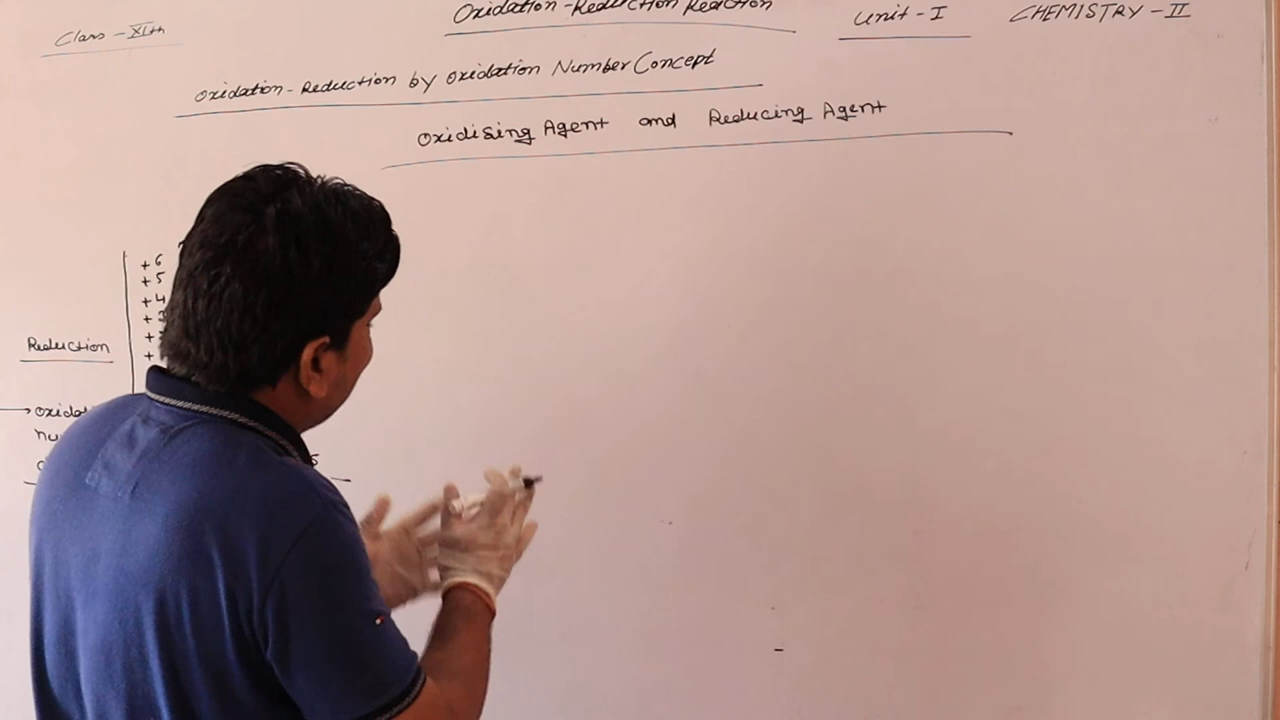 Class - XIth
Oxidation-Reduction Reaction
Unit - I
CHEMISTRY - II
Oxidation-Reduction by Oxidation Number Concept
Oxidising Agent and Reducing Agent
+6
+5
+4
+3
+
+
Reduction